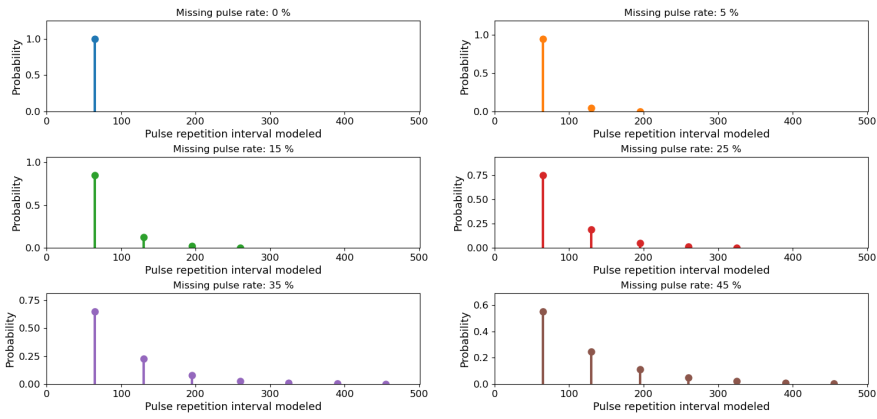 Missing pulse rate: 0 %
Probability
1.0
0.5
0.0
0 100 200 300 400 500
Pulse repetition interval modeled
Missing pulse rate: 5 %
Probability
1.0
0.5
0.0
0 100 200 300 400 500
Pulse repetition interval modeled
Missing pulse rate: 15 %
Probability
1.0
0.5
0.0
0 100 200 300 400 500
Pulse repetition interval modeled
Missing pulse rate: 25 %
Probability
0.75
0.50
0.25
0.00
0 100 200 300 400 500
Pulse repetition interval modeled
Missing pulse rate: 35 %
Probability
0.75
0.50
0.25
0.00
0 100 200 300 400 500
Pulse repetition interval modeled
Missing pulse rate: 45 %
Probability
0.6
0.4
0.2
0.0
0 100 200 300 400 500
Pulse repetition interval modeled